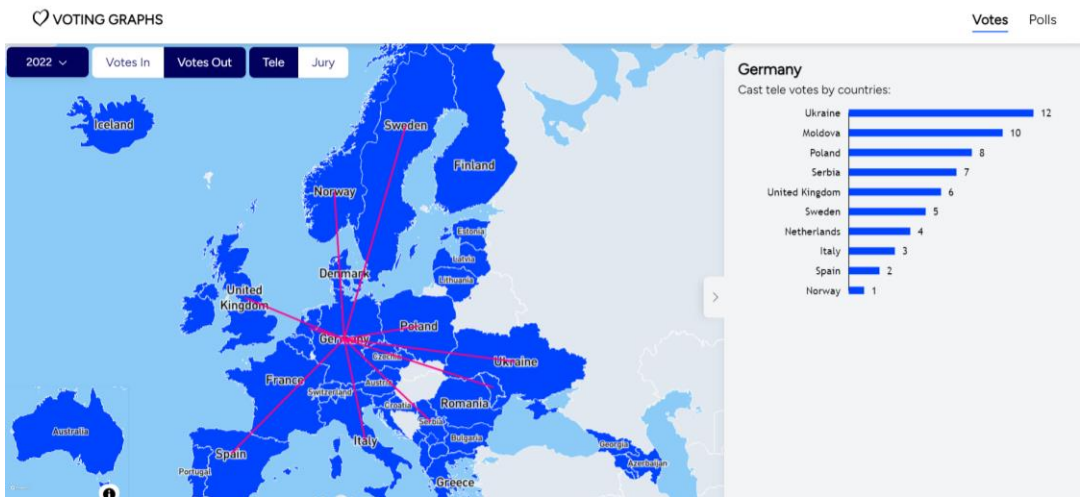 VOTING GRAPHS
Votes Polls
2022 Votes In Votes Out Tele Jury
Germany
Cast tele votes by countries:
Ukraine 12
Moldova 10
Poland 8
Serbia 7
United Kingdom 6
Sweden 5
Netherlands 4
Italy 3
Spain 2
Norway 1
Iceland
Sweden
Finland
Norway
Estonia
Latvia
Denmark
Lithuania
United
Kingdom
Poland
Germany
Czechia
Ukraine
France
Austria
Switzerland
Croatia
Romania
Serbia
Australia
Italy
Bulgaria
Georgia
Spain
Azerbaijan
Portugal
Greece